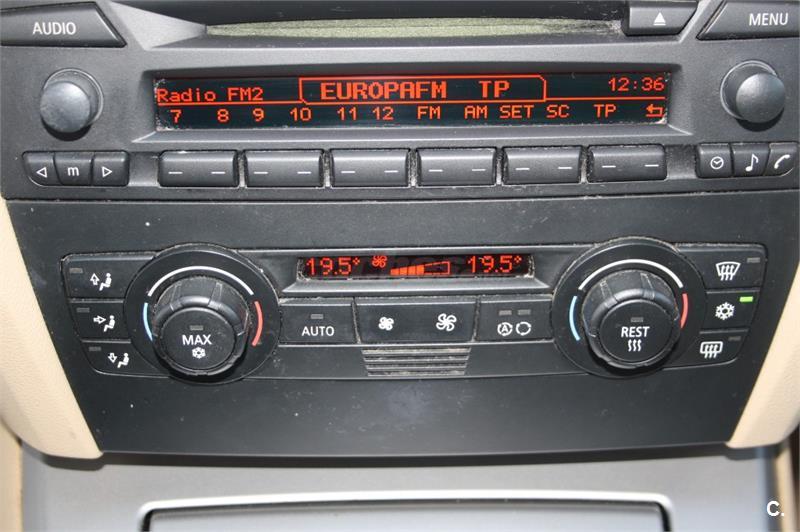 AUDIO
MENU
Radio FM2
EUROPAFM TP
12:36
7 8 9 10 11 12 FM AM SET SC TP
m
19.5° 19.5°
MAX
AUTO
A
REST
C.